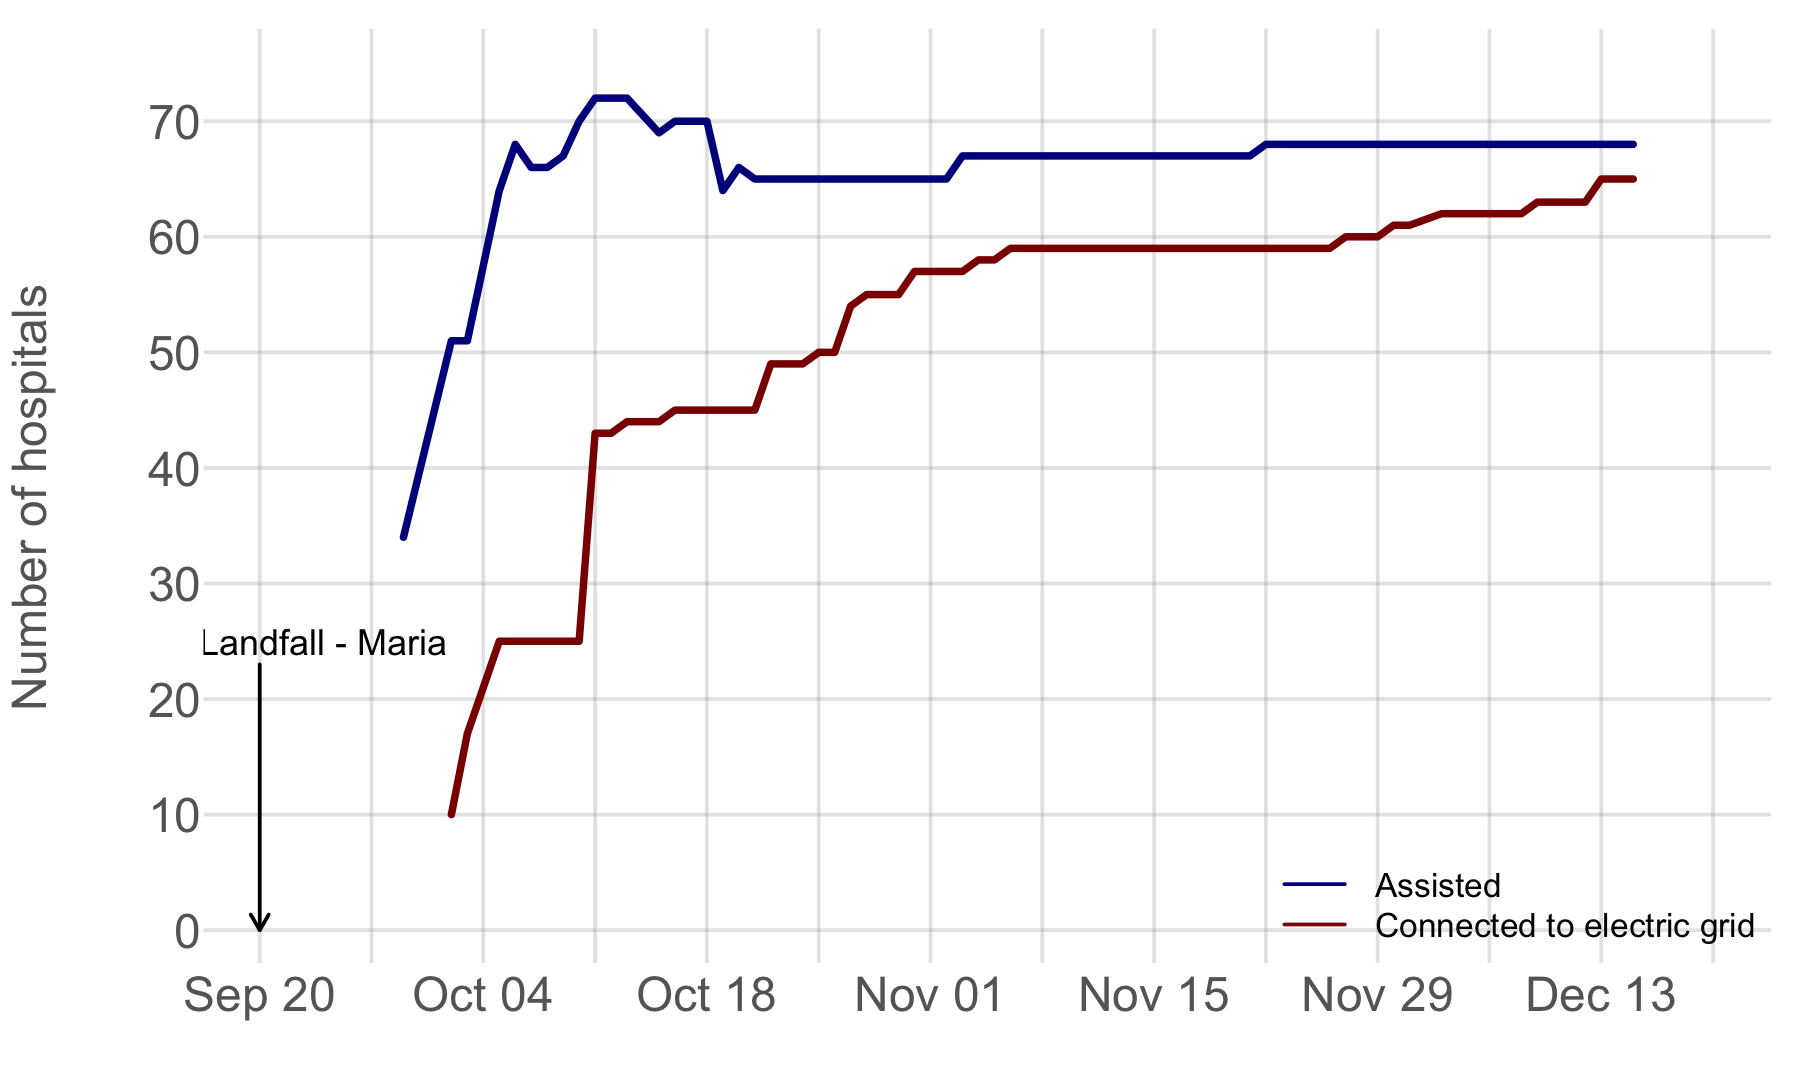 Number of hospitals
70
60
50
40
30
20
10
0
Landfall - Maria
Assisted
Connected to electric grid
Sep 20 Oct 04 Oct 18 Nov 01 Nov 15 Nov 29 Dec 13